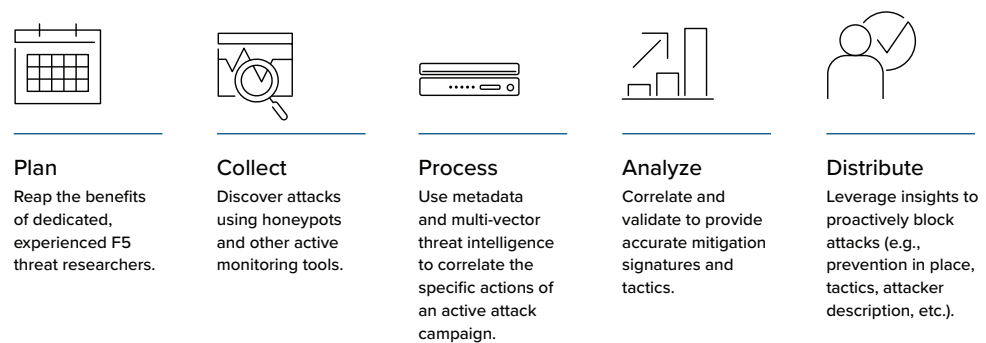 Plan
Reap the benefits
of dedicated,
experienced F5
threat researchers.
Collect
Discover attacks
using honeypots
and other active
monitoring tools.
Process
Use metadata
and multi-vector
threat intelligence
to correlate the
specific actions of
an active attack
campaign.
Analyze
Correlate and
validate to provide
accurate mitigation
signatures and
tactics.
Distribute
Leverage insights to
proactively block
attacks (e.g.,
prevention in place,
tactics, attacker
description, etc.).